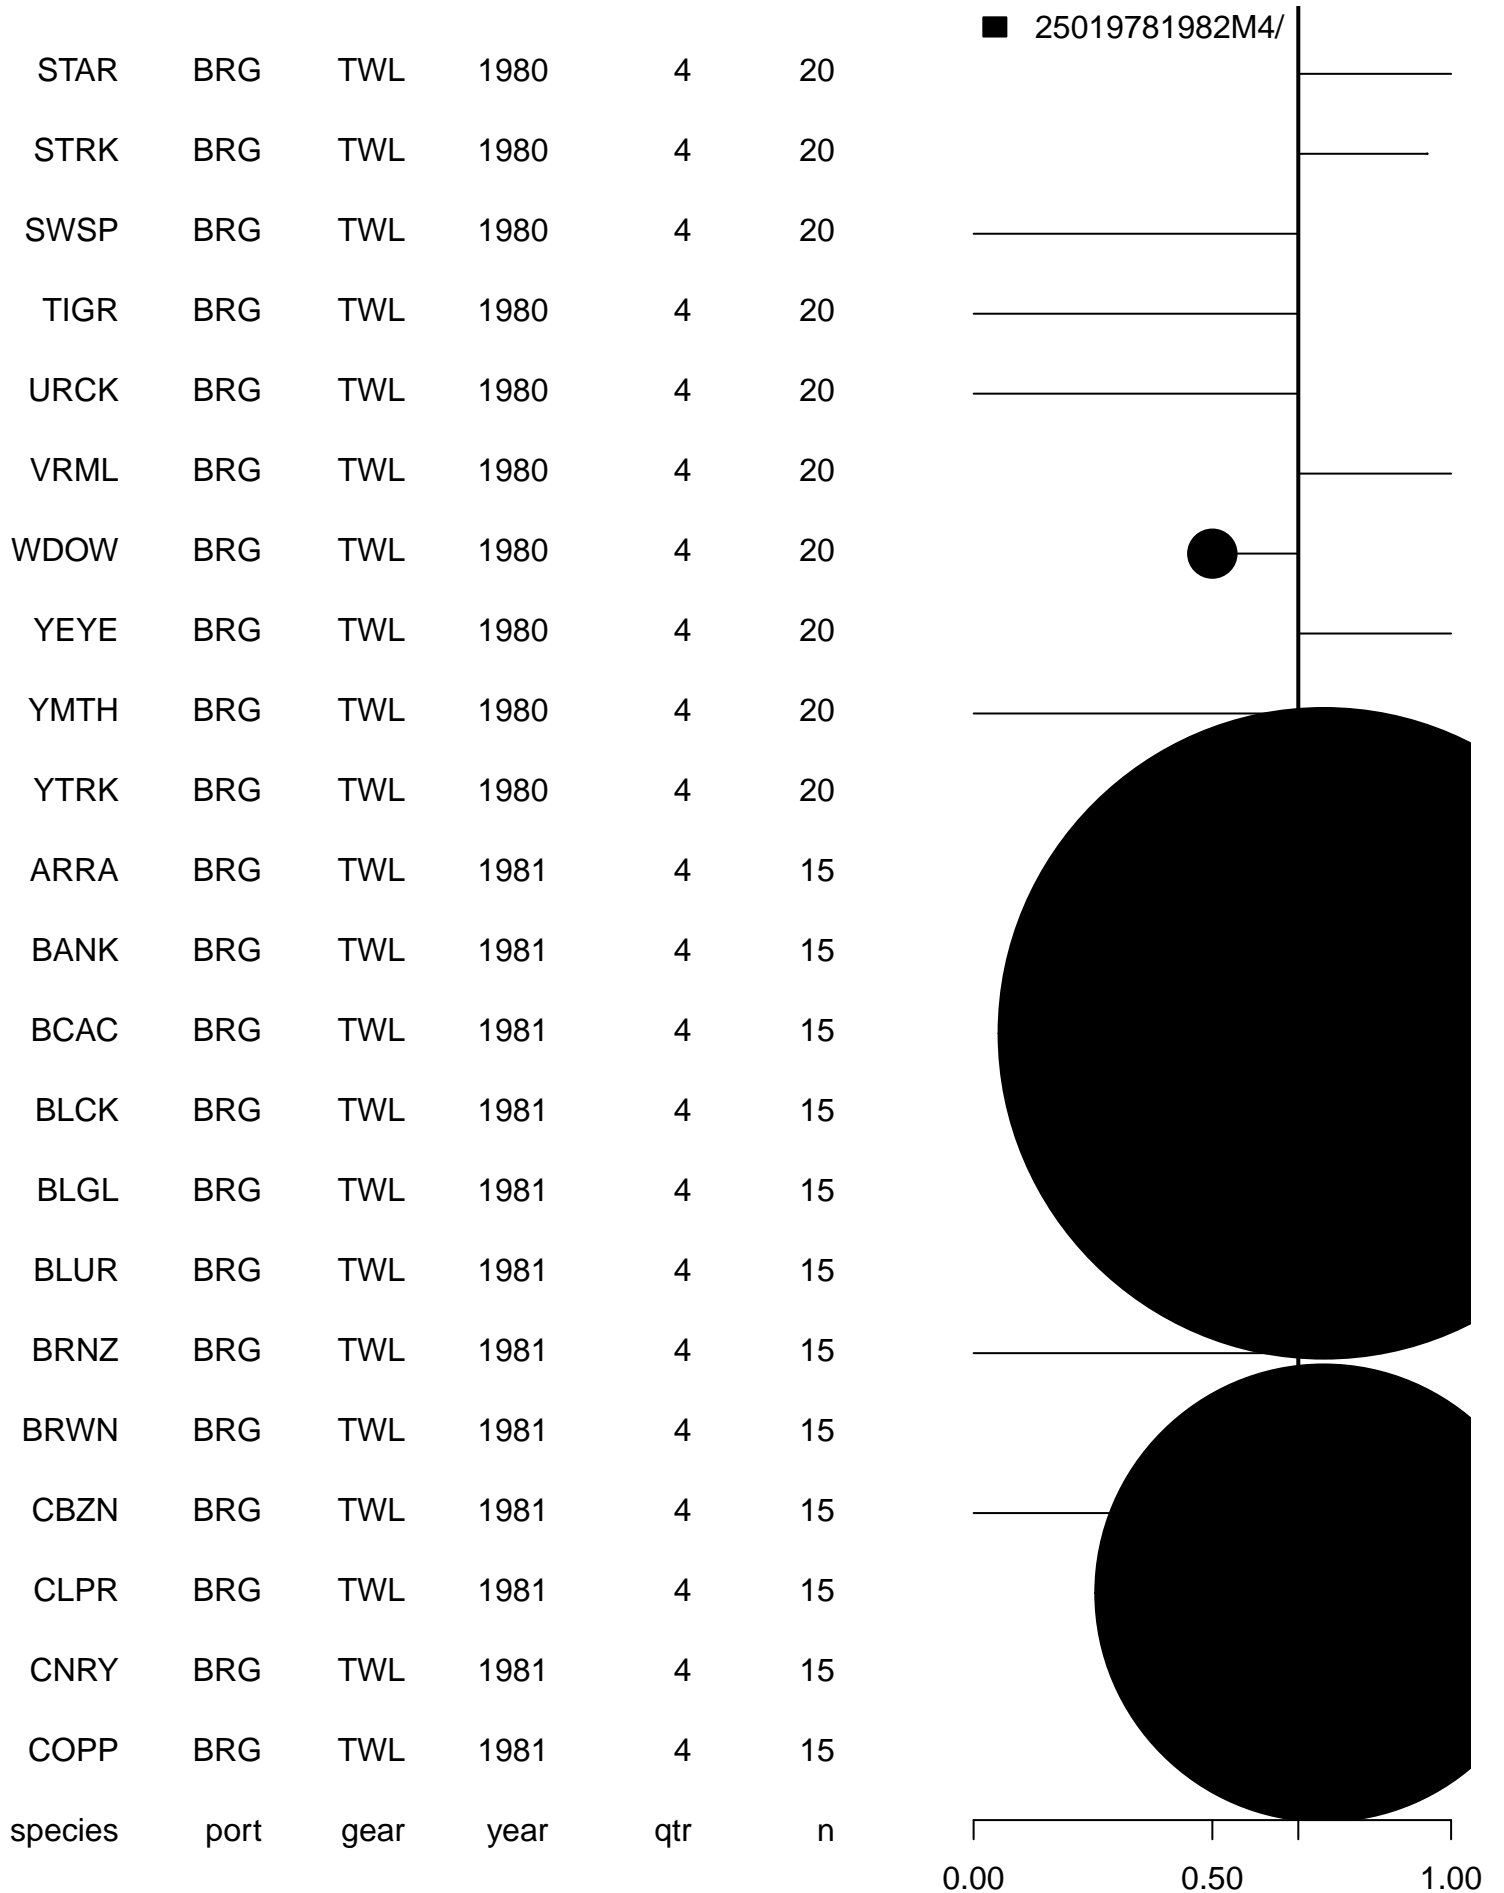 25019781982M4/
STAR BRG TWL 1980 4 20
STRK BRG TWL 1980 4 20
SWSP BRG TWL 1980 4 20
TIGR BRG TWL 1980 4 20
URCK BRG TWL 1980 4 20
VRML BRG TWL 1980 4 20
WDOW BRG TWL 1980 4 20
YEYE BRG TWL 1980 4 20
YMTH BRG TWL 1980 4 20
YTRK BRG TWL 1980 4 20
ARRA BRG TWL 1981 4 15
BANK BRG TWL 1981 4 15
BCAC BRG TWL 1981 4 15
BLCK BRG TWL 1981 4 15
BLGL BRG TWL 1981 4 15
BLUR BRG TWL 1981 4 15
BRNZ BRG TWL 1981 4 15
BRWN BRG TWL 1981 4 15
CBZN BRG TWL 1981 4 15
CLPR BRG TWL 1981 4 15
CNRY BRG TWL 1981 4 15
COPP BRG TWL 1981 4 15
species port gear year qtr n
0.00 0.50 1.00